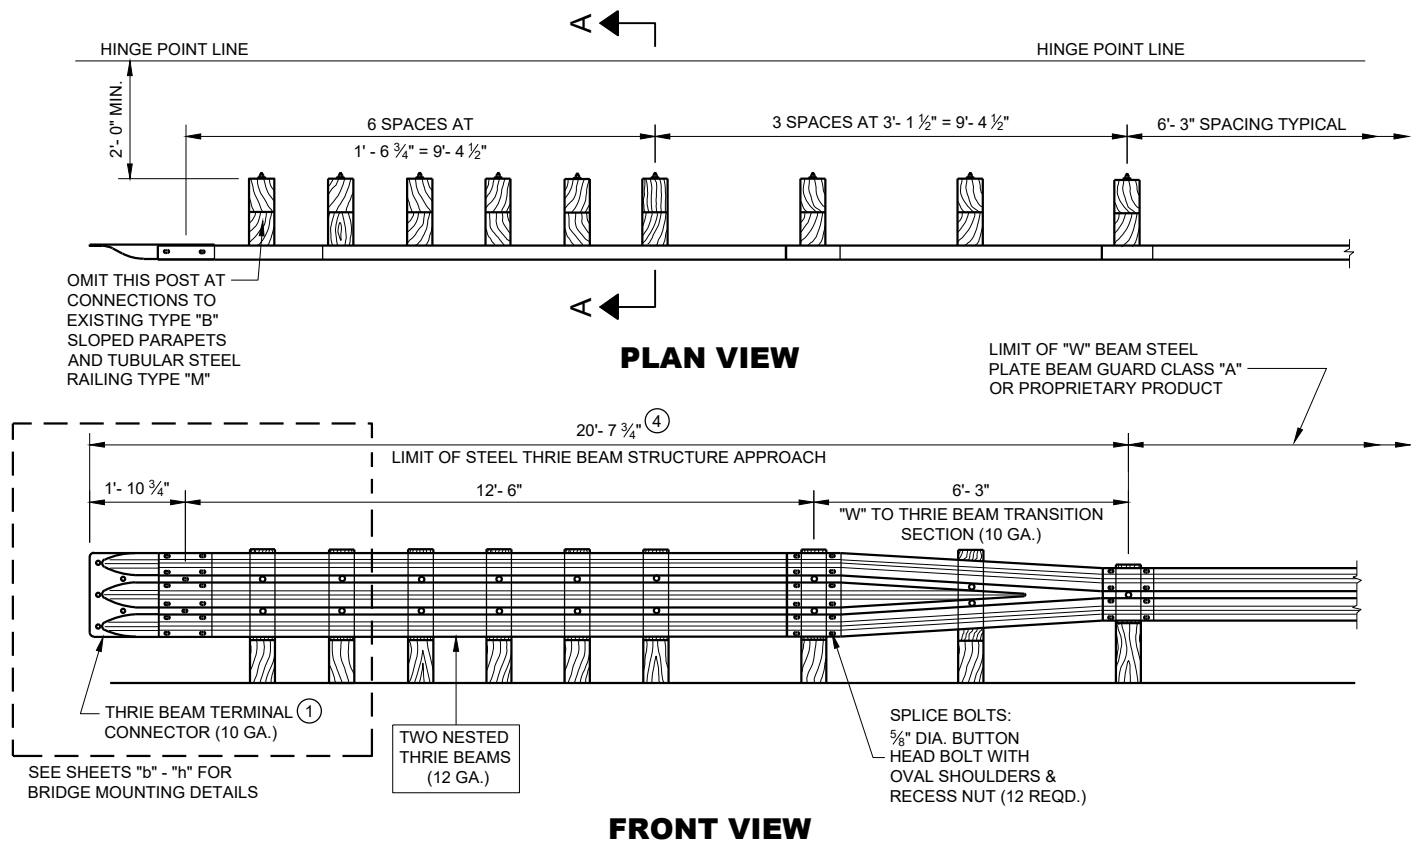 A
HINGE POINT LINE
HINGE POINT LINE
2'- 0" MIN.
6 SPACES AT
1' - 6 ¾" = 9'- 4 ½"
3 SPACES AT 3'- 1 ½" = 9'- 4 ½"
6'- 3" SPACING TYPICAL
OMIT THIS POST AT
CONNECTIONS TO
EXISTING TYPE "B"
SLOPED PARAPETS
AND TUBULAR STEEL
RAILING TYPE "M"
A
PLAN VIEW
LIMIT OF "W" BEAM STEEL
PLATE BEAM GUARD CLASS "A"
OR PROPRIETARY PRODUCT
20'- 7 ¾" 4
LIMIT OF STEEL THRIE BEAM STRUCTURE APPROACH
1'- 10 ¾"
12'- 6"
6'- 3"
"W" TO THRIE BEAM TRANSITION
SECTION (10 GA.)
THRIE BEAM TERMINAL 1
CONNECTOR (10 GA.)
TWO NESTED
THRIE BEAMS
(12 GA.)
SPLICE BOLTS:
⅝" DIA. BUTTON
HEAD BOLT WITH
OVAL SHOULDERS &
RECESS NUT (12 REQD.)
SEE SHEETS "b" - "h" FOR
BRIDGE MOUNTING DETAILS
FRONT VIEW